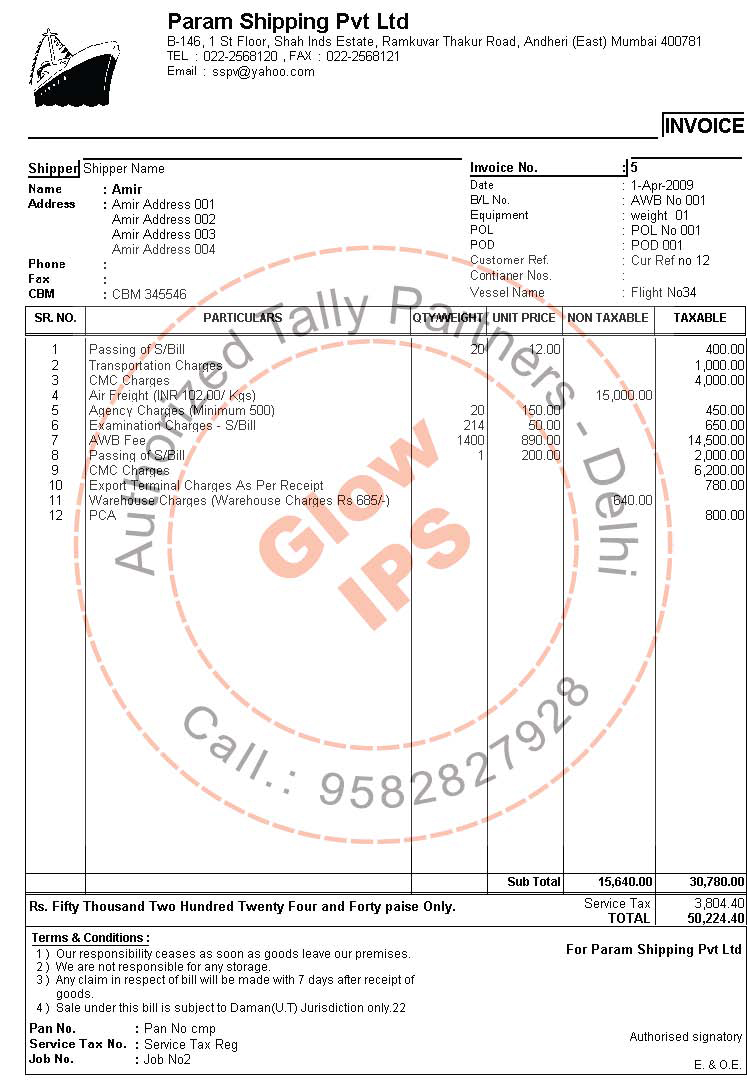 Param Shipping Pvt Ltd
B-146, 1 St Floor, Shah Inds Estate, Ramkuvar Thakur Road, Andheri (East) Mumbai 400781
TEL : 022-2568120 , FAX : 022-2568121
Email : sspv@yahoo.com
INVOICE
Shipper Shipper Name
Name : Amir
Address : Amir Address 001
Amir Address 002
Amir Address 003
Amir Address 004
Phone :
Fax :
CBM : CBM 345546
Invoice No. : 5
Date : 1-Apr-2009
B/L No. : AWB No 001
Equipment : weight 01
POL : POL No 001
POD : POD 001
Customer Ref. : Cur Ref no 12
Contianer Nos. :
Vessel Name : Flight No34
SR. NO. PARTICULARS QTY/WEIGHT UNIT PRICE NON TAXABLE TAXABLE
1 Passing of S/Bill 20 12.00 400.00
2 Transportation Charges 1,000.00
3 CMC Charges 4,000.00
4 Air Freight (INR 102.00/ Kgs) 15,000.00
5 Agency Charges (Minimum 500) 20 150.00 450.00
6 Examination Charges - S/Bill 214 50.00 650.00
7 AWB Fee 1400 890.00 14,500.00
8 Passing of S/Bill 1 200.00 2,000.00
9 CMC Charges 6,200.00
10 Export Terminal Charges As Per Receipt 780.00
11 Warehouse Charges (Warehouse Charges Rs 685/-) 640.00
12 PCA 800.00
Authorized Tally Partners - Delhi
Glow
IPS
Call.: 9582827928
Sub Total 15,640.00 30,780.00
Rs. Fifty Thousand Two Hundred Twenty Four and Forty paise Only.
Service Tax 3,804.40
TOTAL 50,224.40
Terms & Conditions :
1 ) Our responsibility ceases as soon as goods leave our premises.
2 ) We are not responsible for any storage.
3 ) Any claim in respect of bill will be made with 7 days after receipt of
goods.
4 ) Sale under this bill is subject to Daman(U.T) Jurisdiction only.22
For Param Shipping Pvt Ltd
Pan No. : Pan No cmp
Service Tax No. : Service Tax Reg
Job No. : Job No2
Authorised signatory
E. & O.E.